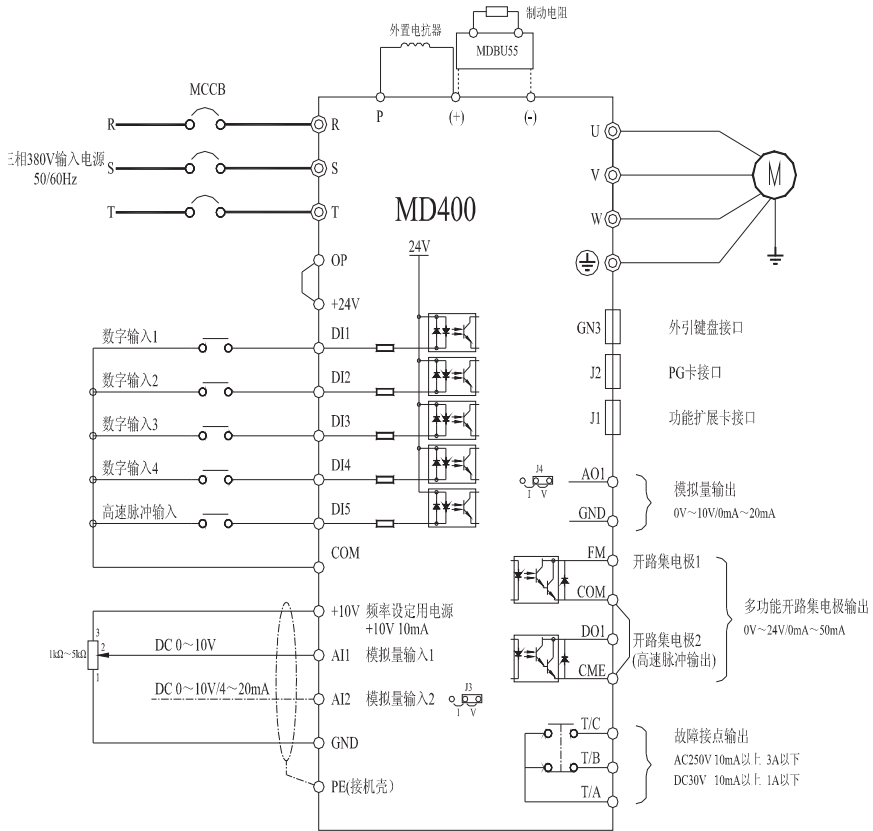 制动电阻
外置电抗器
MDBU55
MCCB
P
(+)
(-)
R
R
三相380V输入电源
S
S
50/60Hz
T
T
MD400
U
V
W
M
24V
OP
+24V
数字输入1
DI1
数字输入2
DI2
数字输入3
DI3
数字输入4
DI4
高速脉冲输入
DI5
COM
GN3
外引键盘接口
J2
PG卡接口
J1
功能扩展卡接口
J4
I V
AO1
GND
模拟量输出
0V～10V/0mA～20mA
FM
开路集电极1
COM
DO1
开路集电极2
(高速脉冲输出)
CME
多功能开路集电极输出
0V～24V/0mA～50mA
+10V
频率设定用电源
+10V 10mA
3
2
1
1kΩ～5kΩ
DC 0～10V
AI1
模拟量输入1
DC 0～10V/4～20mA
AI2
模拟量输入2
J3
I V
GND
PE(接机壳)
T/C
T/B
T/A
故障接点输出
AC250V 10mA以上 3A以下
DC30V 10mA以上 1A以下